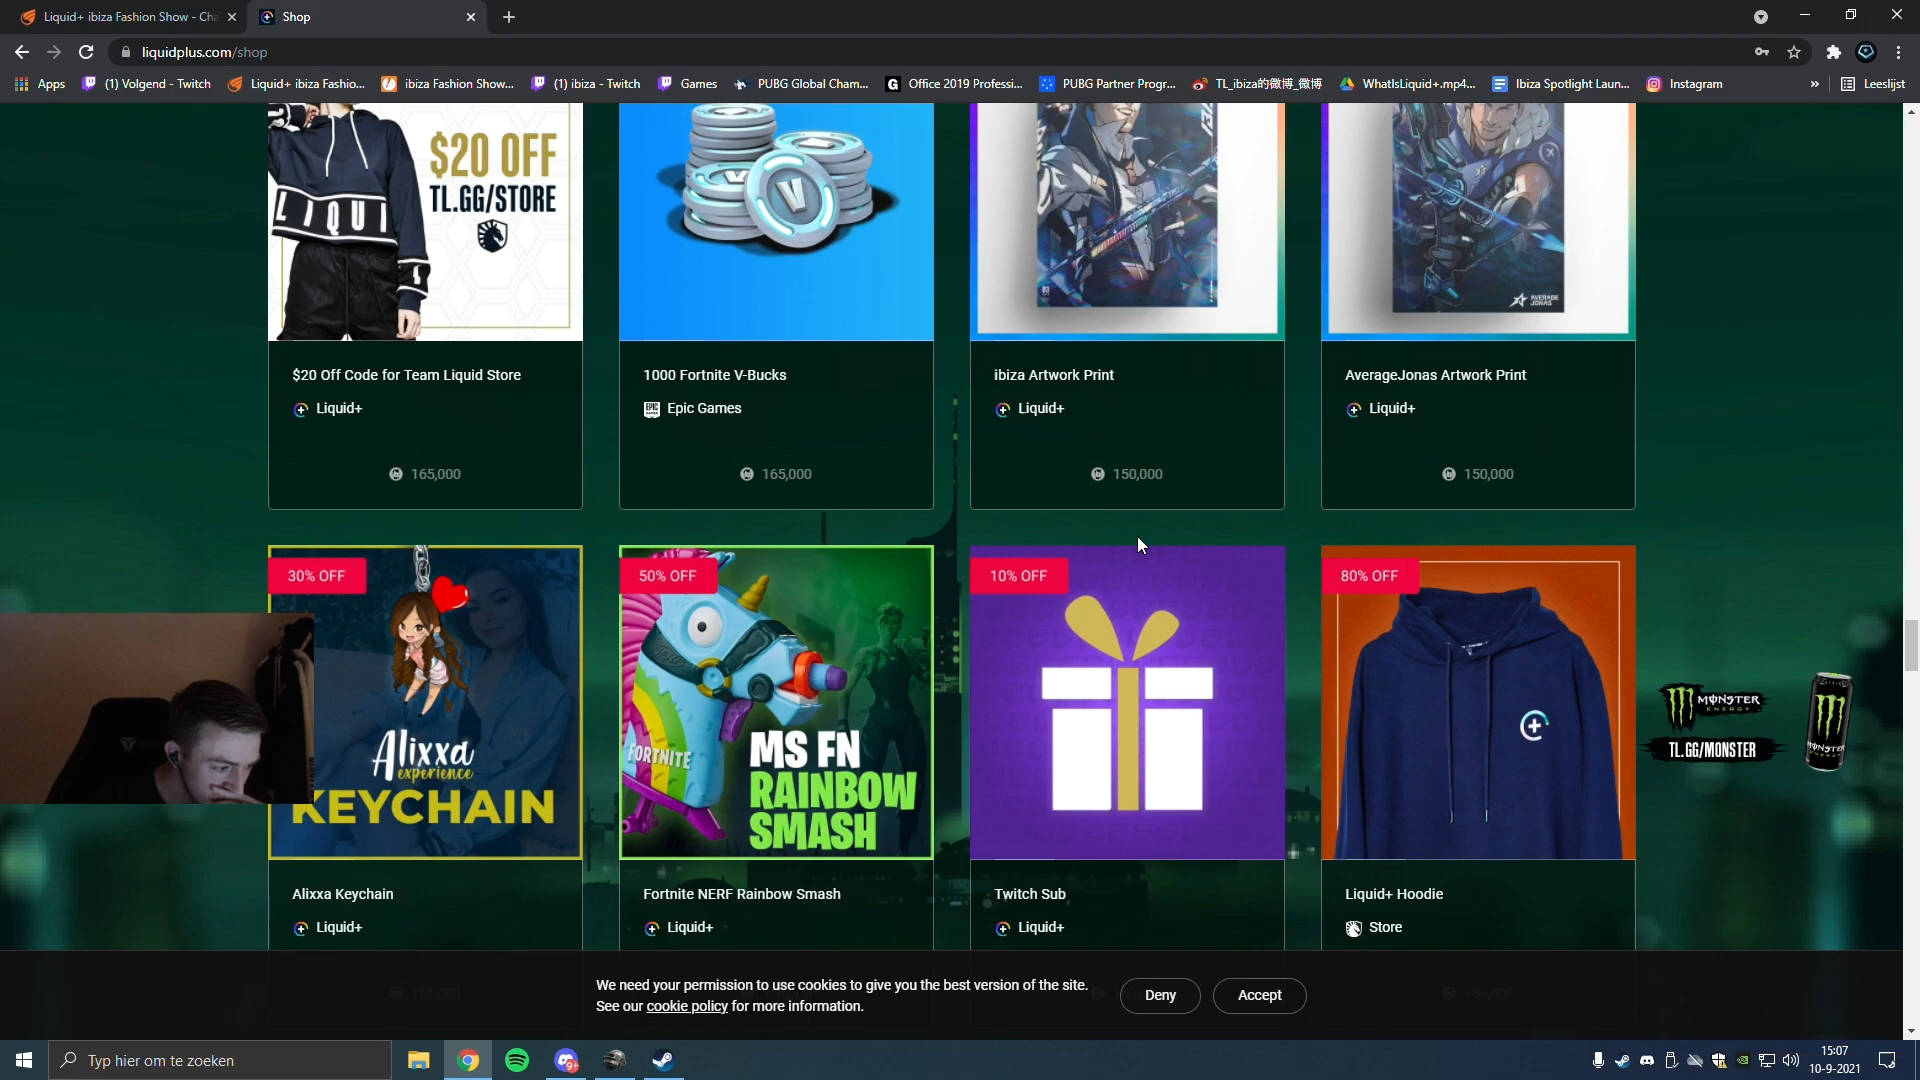 Liquid+ ibiza Fashion Show - Cha
Shop
liquidplus.com/shop
Apps
(1) Volgend - Twitch
Liquid+ ibiza Fashio...
ibiza Fashion Show...
(1) ibiza - Twitch
Games
PUBG Global Cham...
Office 2019 Professi...
PUBG Partner Progr...
TL_ibiza的微博_微博
WhatIsLiquid+.mp4...
Ibiza Spotlight Laun...
Instagram
»
Leeslijst
LIQUI
$20 OFF
TL.GG/STORE
AVERAGE
JONAS
$20 Off Code for Team Liquid Store
Liquid+
165,000
1000 Fortnite V-Bucks
EPIC GAMES
Epic Games
165,000
ibiza Artwork Print
Liquid+
150,000
AverageJonas Artwork Print
Liquid+
150,000
30% OFF
Alixxa
experience
KEYCHAIN
50% OFF
FORTNITE
MS FN
RAINBOW
SMASH
10% OFF
80% OFF
MONSTER
ENERGY
TL.GG/MONSTER
MONSTER
Alixxa Keychain
Liquid+
Fortnite NERF Rainbow Smash
Liquid+
Twitch Sub
Liquid+
Liquid+ Hoodie
Store
We need your permission to use cookies to give you the best version of the site.
See our cookie policy for more information.
Deny
Accept
Typ hier om te zoeken
9+
15:07
10-9-2021